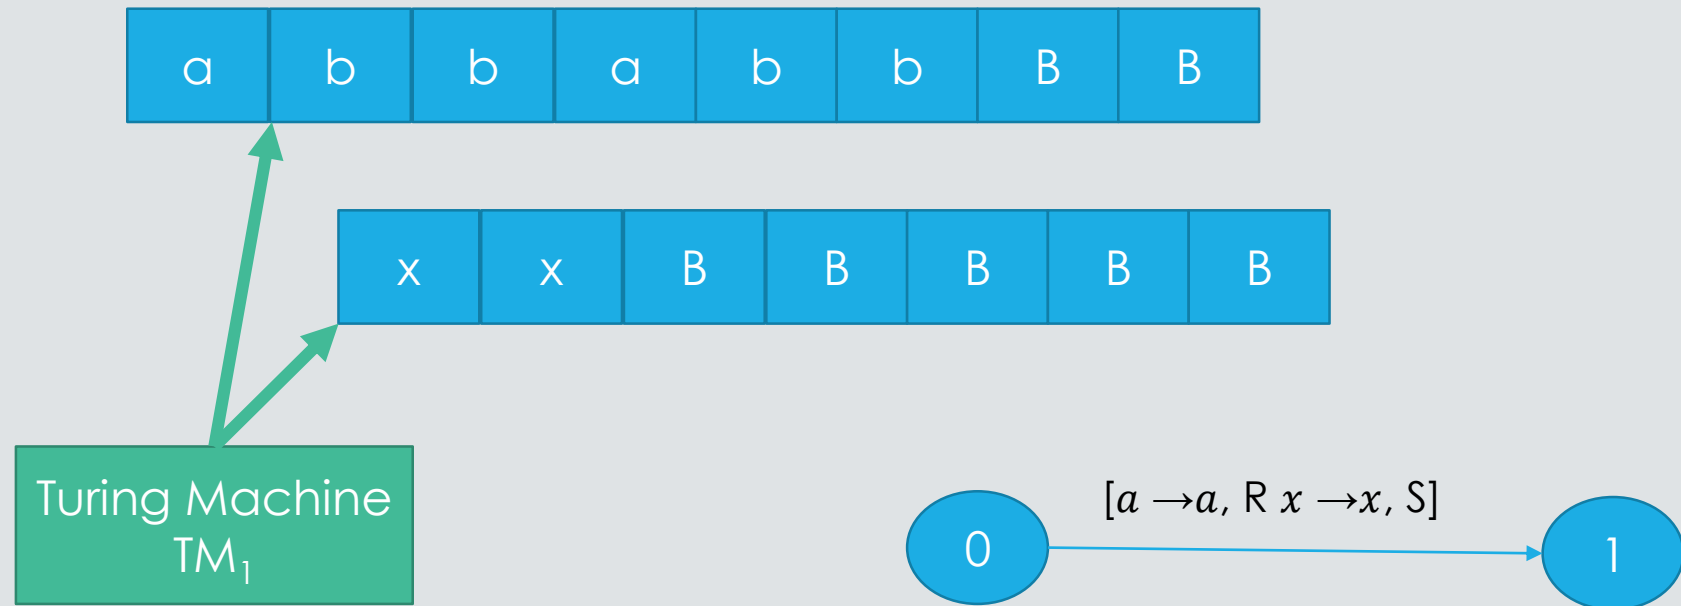 a b b a b b B B
x x B B B B B
Turing Machine
TM₁
[𝑎 →𝑎, R 𝑥 →𝑥, S]
0
1